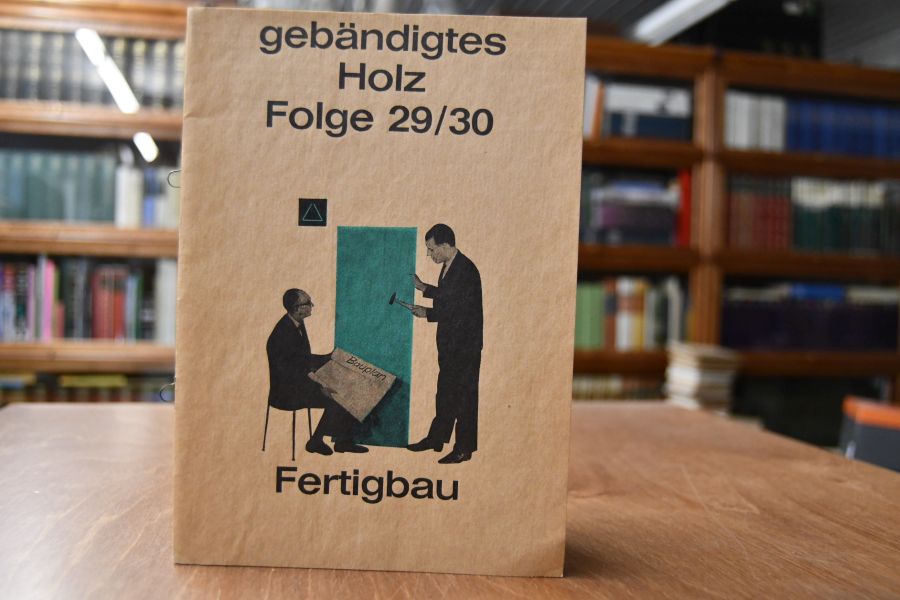 gebändigtes
Holz
Folge 29/30
Bauplan
Fertigbau